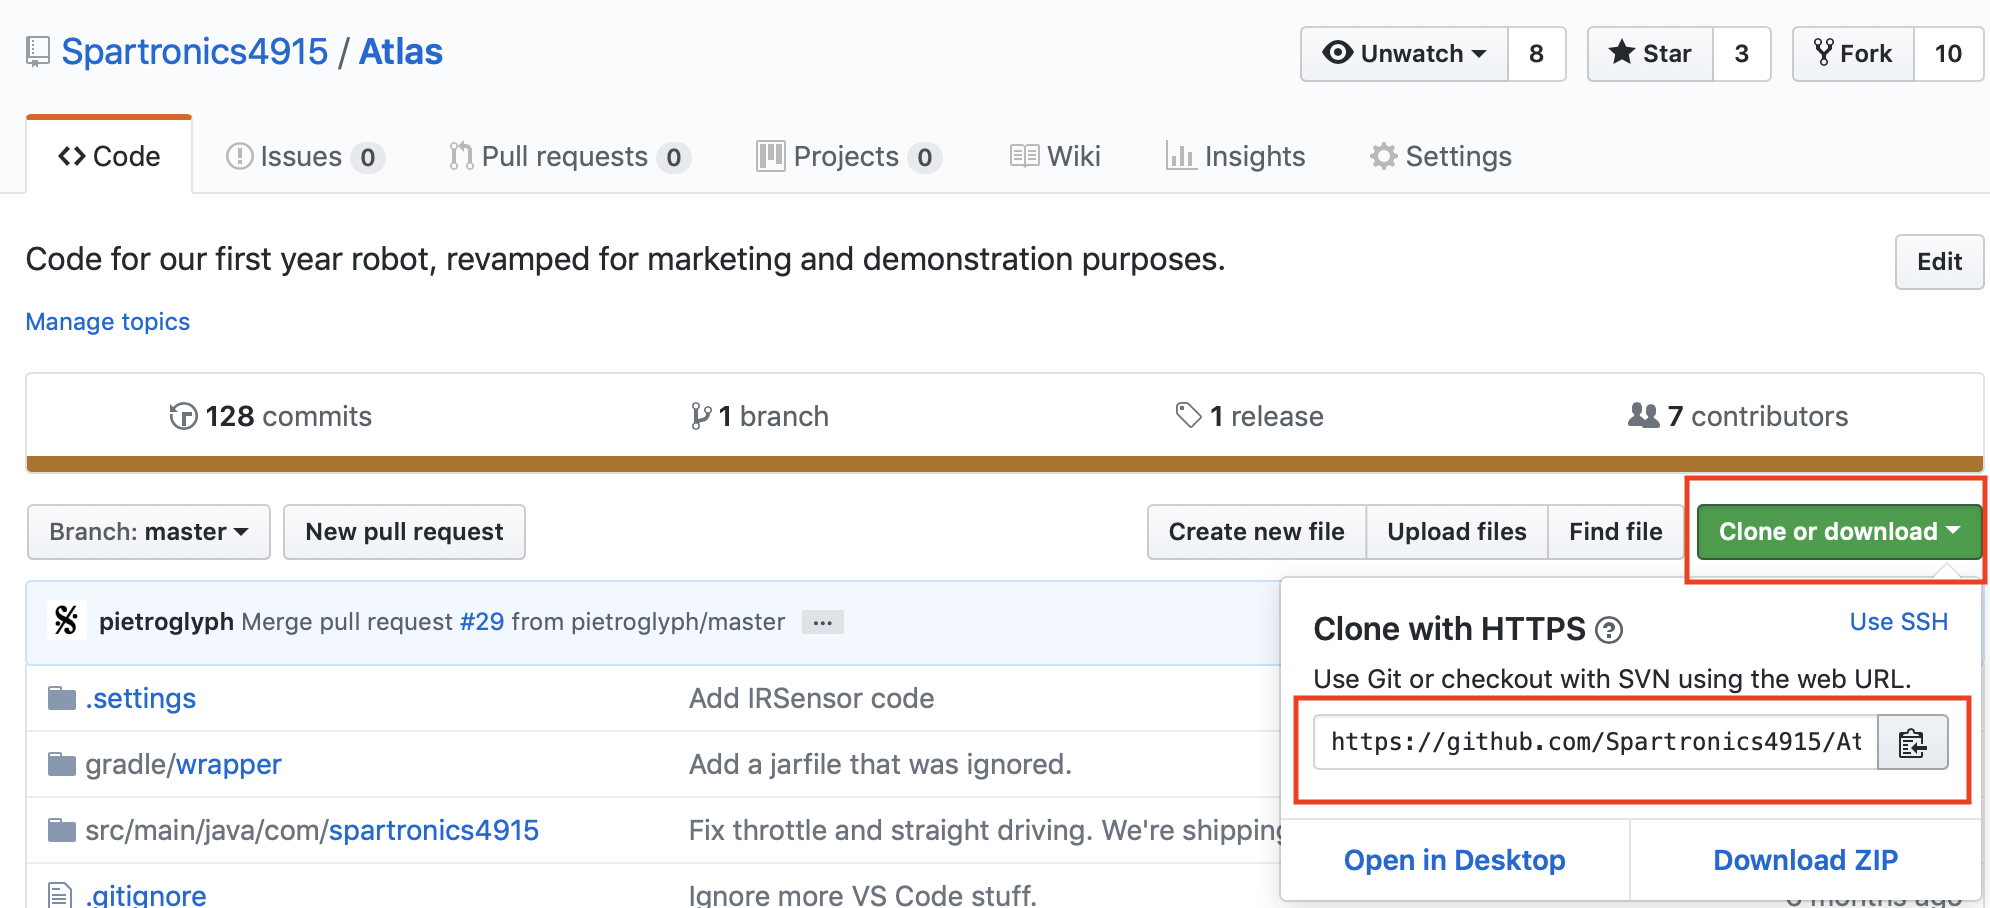 Spartronics4915 / Atlas
Unwatch 8 Star 3 Fork 10
Code Issues 0 Pull requests 0 Projects 0 Wiki Insights Settings
Code for our first year robot, revamped for marketing and demonstration purposes.
Edit
Manage topics
128 commits 1 branch 1 release 7 contributors
Branch: master New pull request Create new file Upload files Find file Clone or download
pietroglyph Merge pull request #29 from pietroglyph/master ...
.settings Add IRSensor code
gradle/wrapper Add a jarfile that was ignored.
src/main/java/com/spartronics4915 Fix throttle and straight driving. We're shipping
.gitignore Ignore more VS Code stuff.
Clone with HTTPS ? Use SSH
Use Git or checkout with SVN using the web URL.
https://github.com/Spartronics4915/At
Open in Desktop Download ZIP
months ago